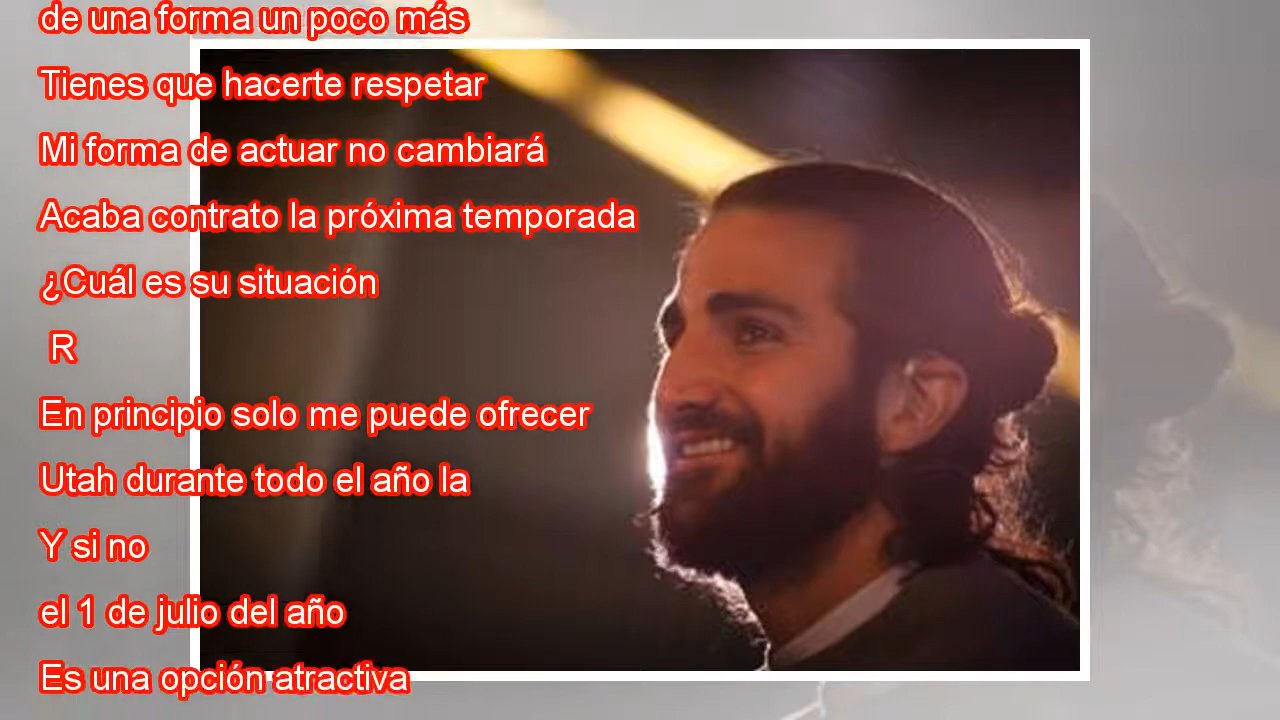 de una forma un poco más
Tienes que hacerte respetar
Mi forma de actuar no cambiará
Acaba contrato la próxima temporada
¿Cuál es su situación
R
En principio solo me puede ofrecer
Utah durante todo el año la
Y si no
el 1 de julio del año
Es una opción atractiva